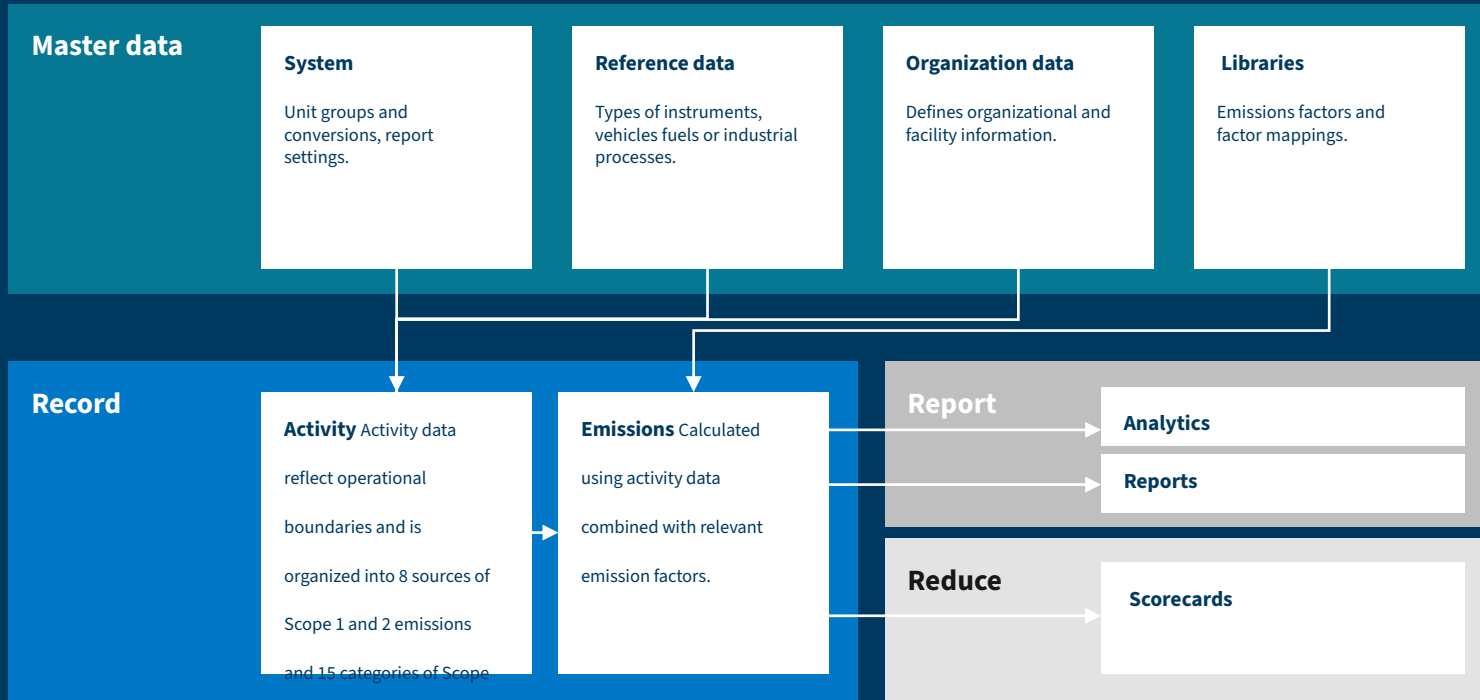 Master data
System
Unit groups and
conversions, report
settings.
Reference data
Types of instruments,
vehicles fuels or industrial
processes.
Organization data
Defines organizational and
facility information.
Libraries
Emissions factors and
factor mappings.
Record
Activity Activity data
reflect operational
boundaries and is
organized into 8 sources of
Scope 1 and 2 emissions
and 15 categories of Scope
Emissions Calculated
using activity data
combined with relevant
emission factors.
Report
Analytics
Reports
Reduce
Scorecards